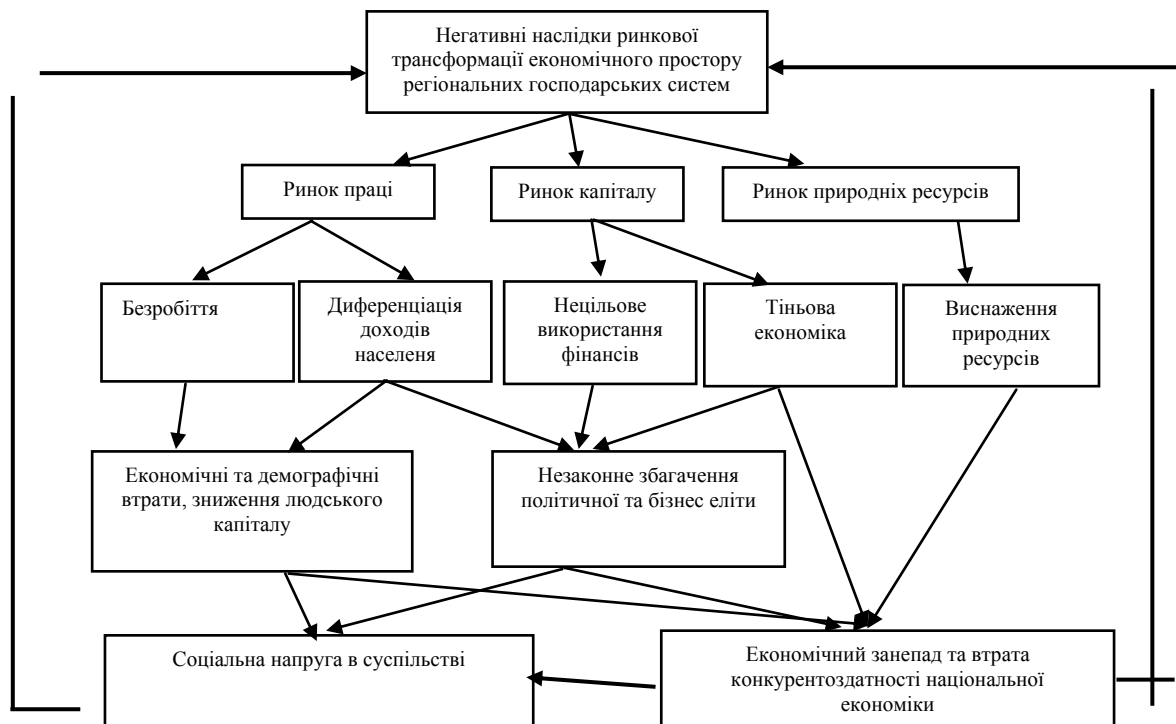 Негативні наслідки ринкової
трансформації економічного простору
регіональних господарських систем
Ринок праці
Ринок капіталу
Ринок природніх ресурсів
Безробіття
Диференціація
доходів
населеня
Нецільове
використання
фінансів
Тіньова
економіка
Виснаження
природних
ресурсів
Економічні та демографічні
втрати, зниження людського
капіталу
Незаконне збагачення
політичної та бізнес еліти
Соціальна напруга в суспільстві
Економічний занепад та втрата
конкурентоздатності національної
економіки